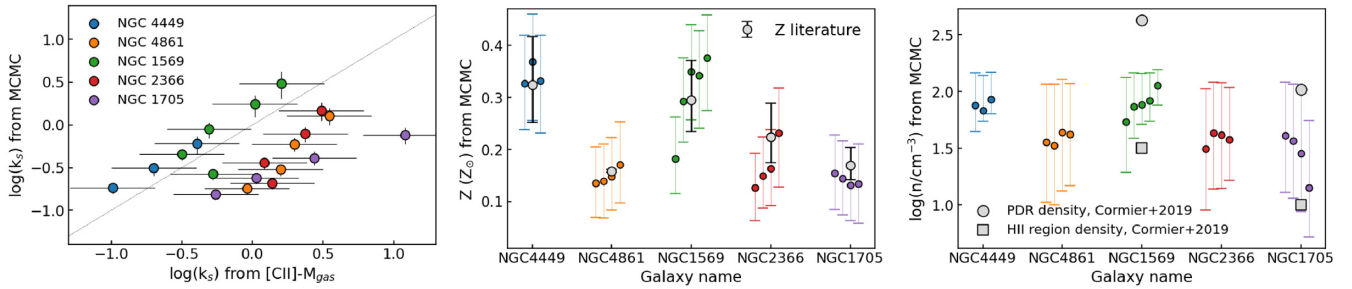 NGC 4449
NGC 4861
NGC 1569
NGC 2366
NGC 1705
log(ks) from MCMC
1.0
0.5
0.0
−0.5
−1.0
−1.0
−0.5
0.0
0.5
1.0
log(ks) from [CII]-Mgas
Z literature
Z (Z⊙) from MCMC
0.4
0.3
0.2
0.1
NGC4449
NGC4861
NGC1569
NGC2366
NGC1705
Galaxy name
log(n/cm−3) from MCMC
2.5
2.0
1.5
1.0
PDR density, Cormier+2019
HII region density, Cormier+2019
NGC4449
NGC4861
NGC1569
NGC2366
NGC1705
Galaxy name